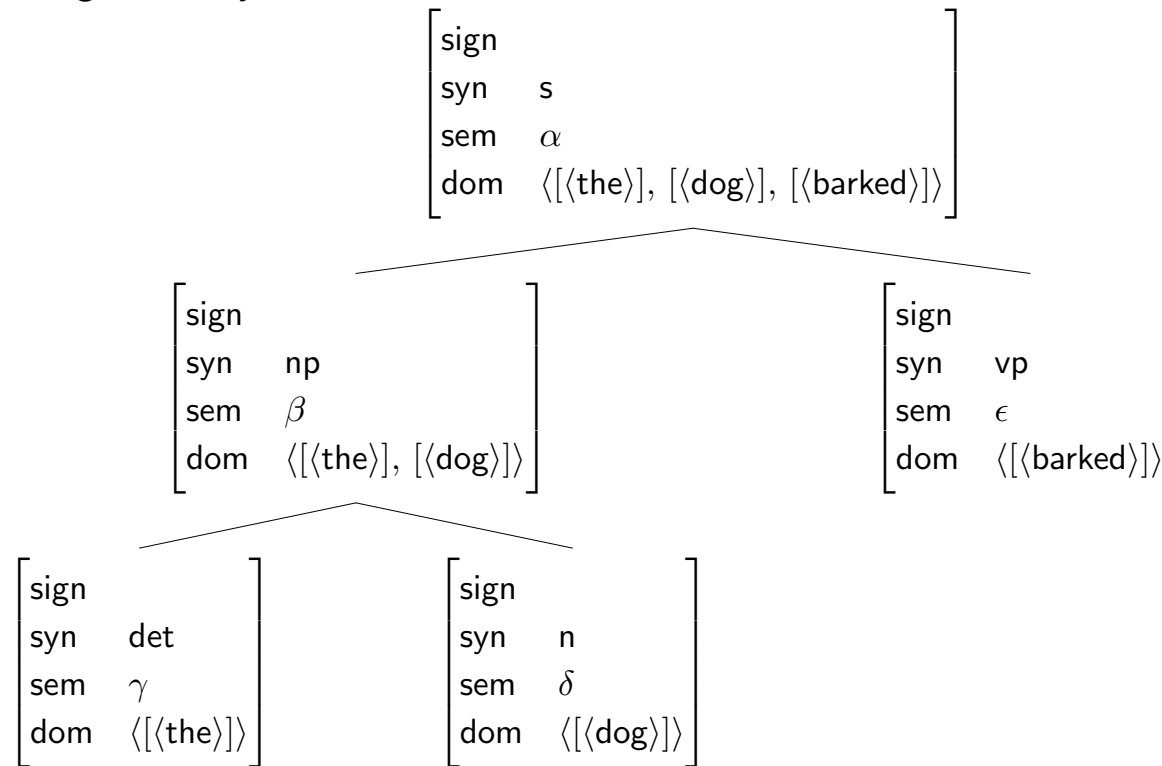 sign
syn s
sem α
dom ⟨[⟨the⟩], [⟨dog⟩], [⟨barked⟩]⟩
sign
syn np
sem β
dom ⟨[⟨the⟩], [⟨dog⟩]⟩
sign
syn vp
sem ϵ
dom ⟨[⟨barked⟩]⟩
sign
syn det
sem γ
dom ⟨[⟨the⟩]⟩
sign
syn n
sem δ
dom ⟨[⟨dog⟩]⟩